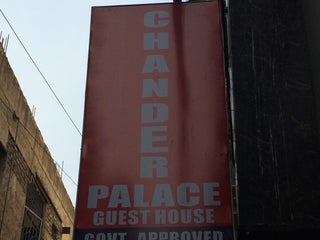 CHANDER
PALACE
GUEST HOUSE
GOVT. APPROVED